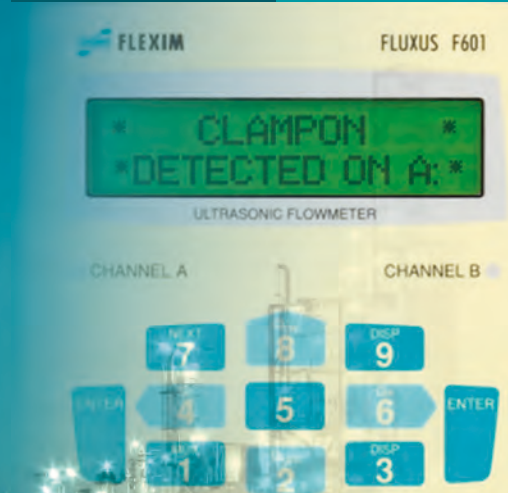 FLEXIM FLUXUS F601
* CLAMPON *
*DETECTED ON A: *
ULTRASONIC FLOWMETER
CHANNEL A CHANNEL B
NEXT DISP
7 8 9
ENTER 4 5 6 ENTER
DISP
1 2 3